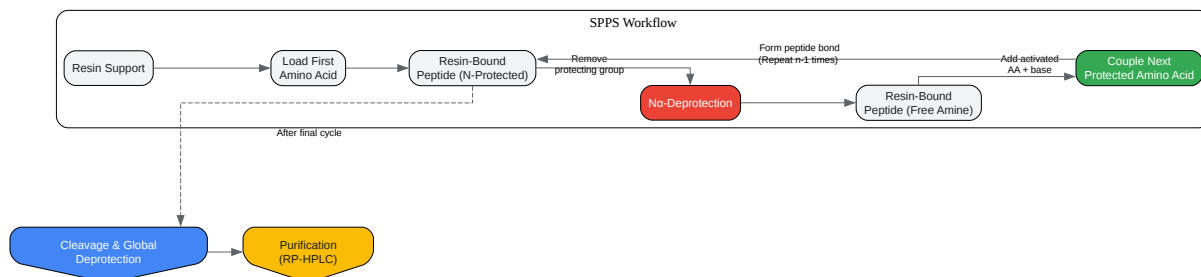 SPPS Workflow
Resin Support
Load First
Amino Acid
Resin-Bound
Peptide (N-Protected)
Remove
protecting group
Form peptide bond
(Repeat n-1 times)
Nα-Deprotection
Resin-Bound
Peptide (Free Amine)
Add activated
AA + base
Couple Next
Protected Amino Acid
After final cycle
Cleavage & Global
Deprotection
Purification
(RP-HPLC)